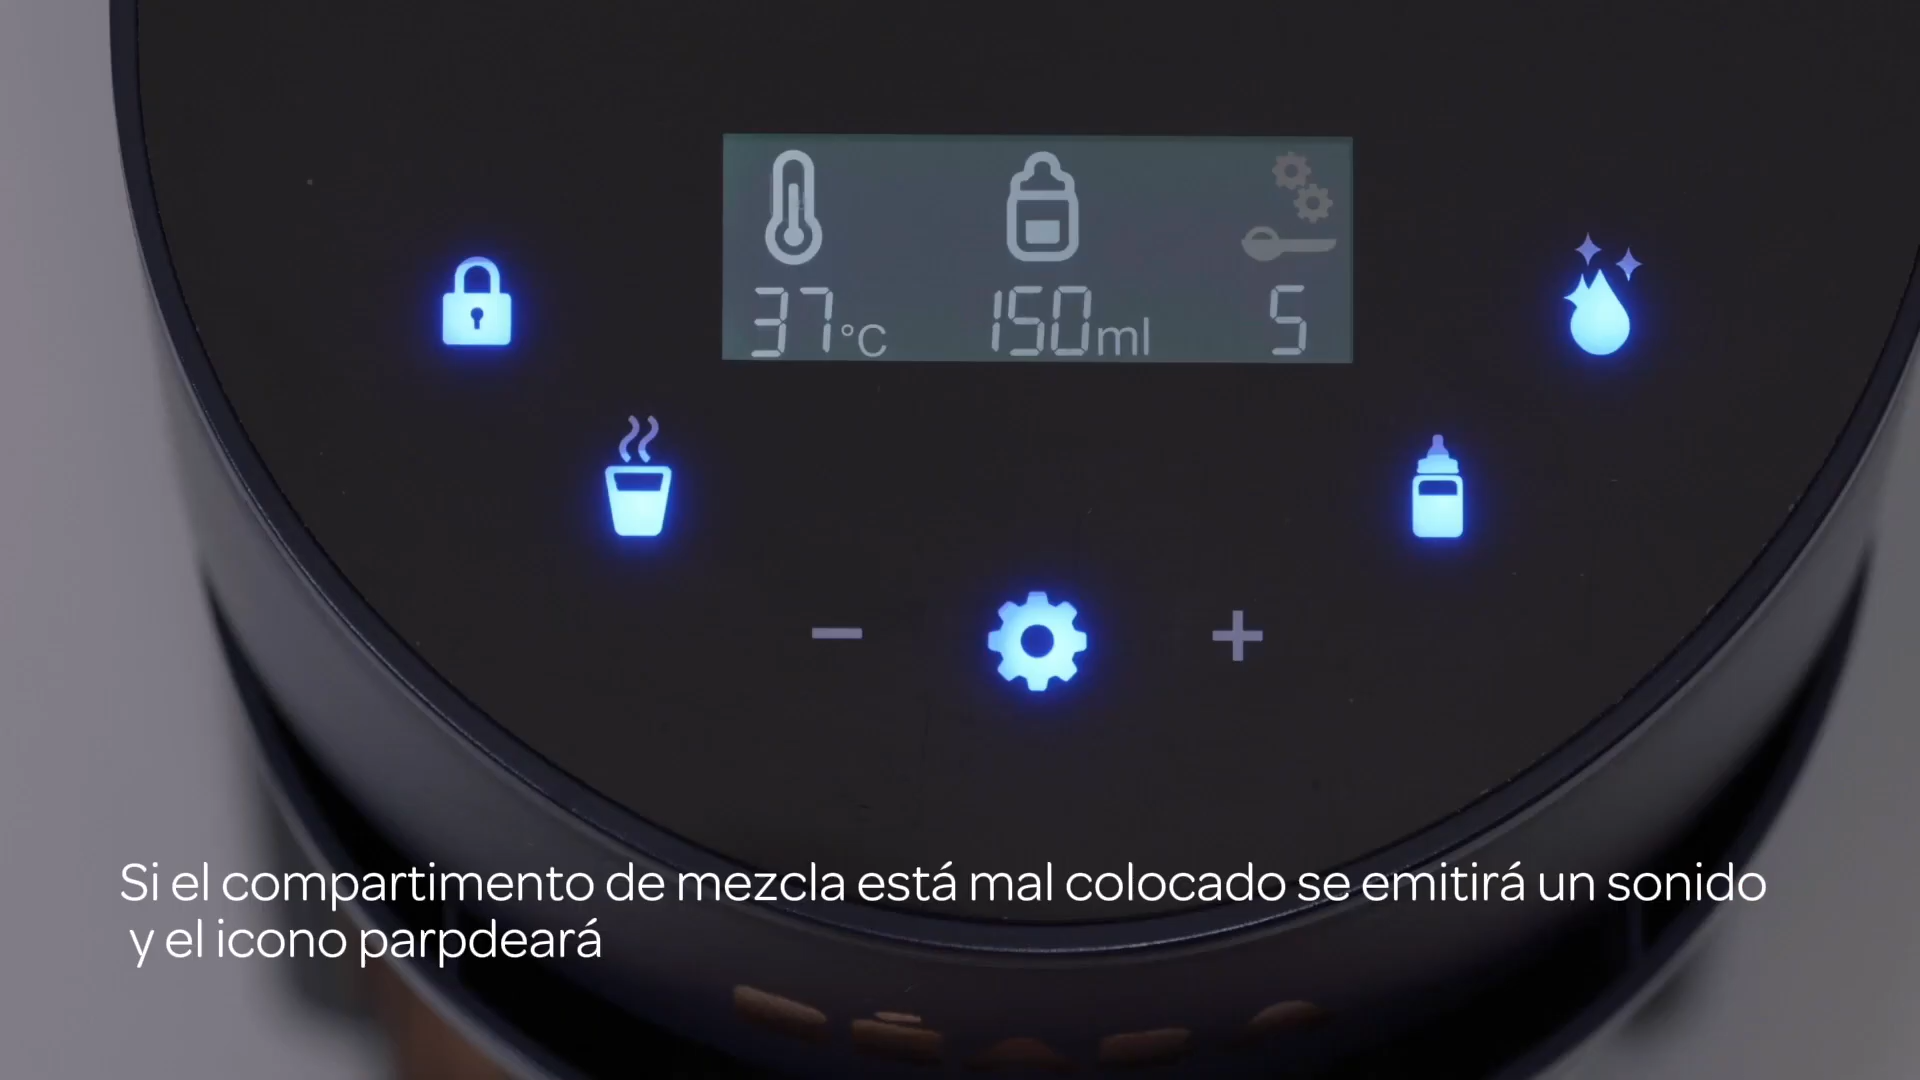 37°C 150ml 5
Si el compartimento de mezcla está mal colocado se emitirá un sonido
y el icono parpdeará